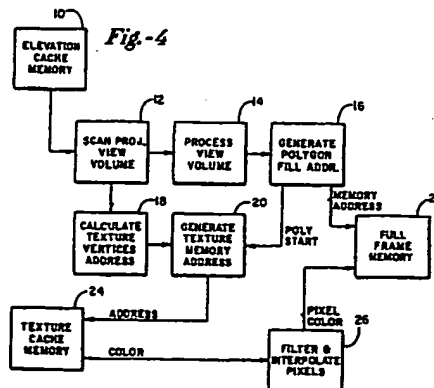 10
Fig.-4
ELEVATION
CACHE
MEMORY
12
14
16
SCAN PROJ.
VIEW
VOLUME
PROCESS
VIEW
VOLUME
GENERATE
POLYGON
FILL ADDR.
MEMORY
ADDRESS
18
20
2
CALCULATE
TEXTURE
VERTICES
ADDRESS
GENERATE
TEXTURE
MEMORY
ADDRESS
POLY
START
FULL
FRAME
MEMORY
24
ADDRESS
PIXEL
COLOR
26
TEXTURE
CACHE
MEMORY
COLOR
FILTER &
INTERPOLATE
PIXELS